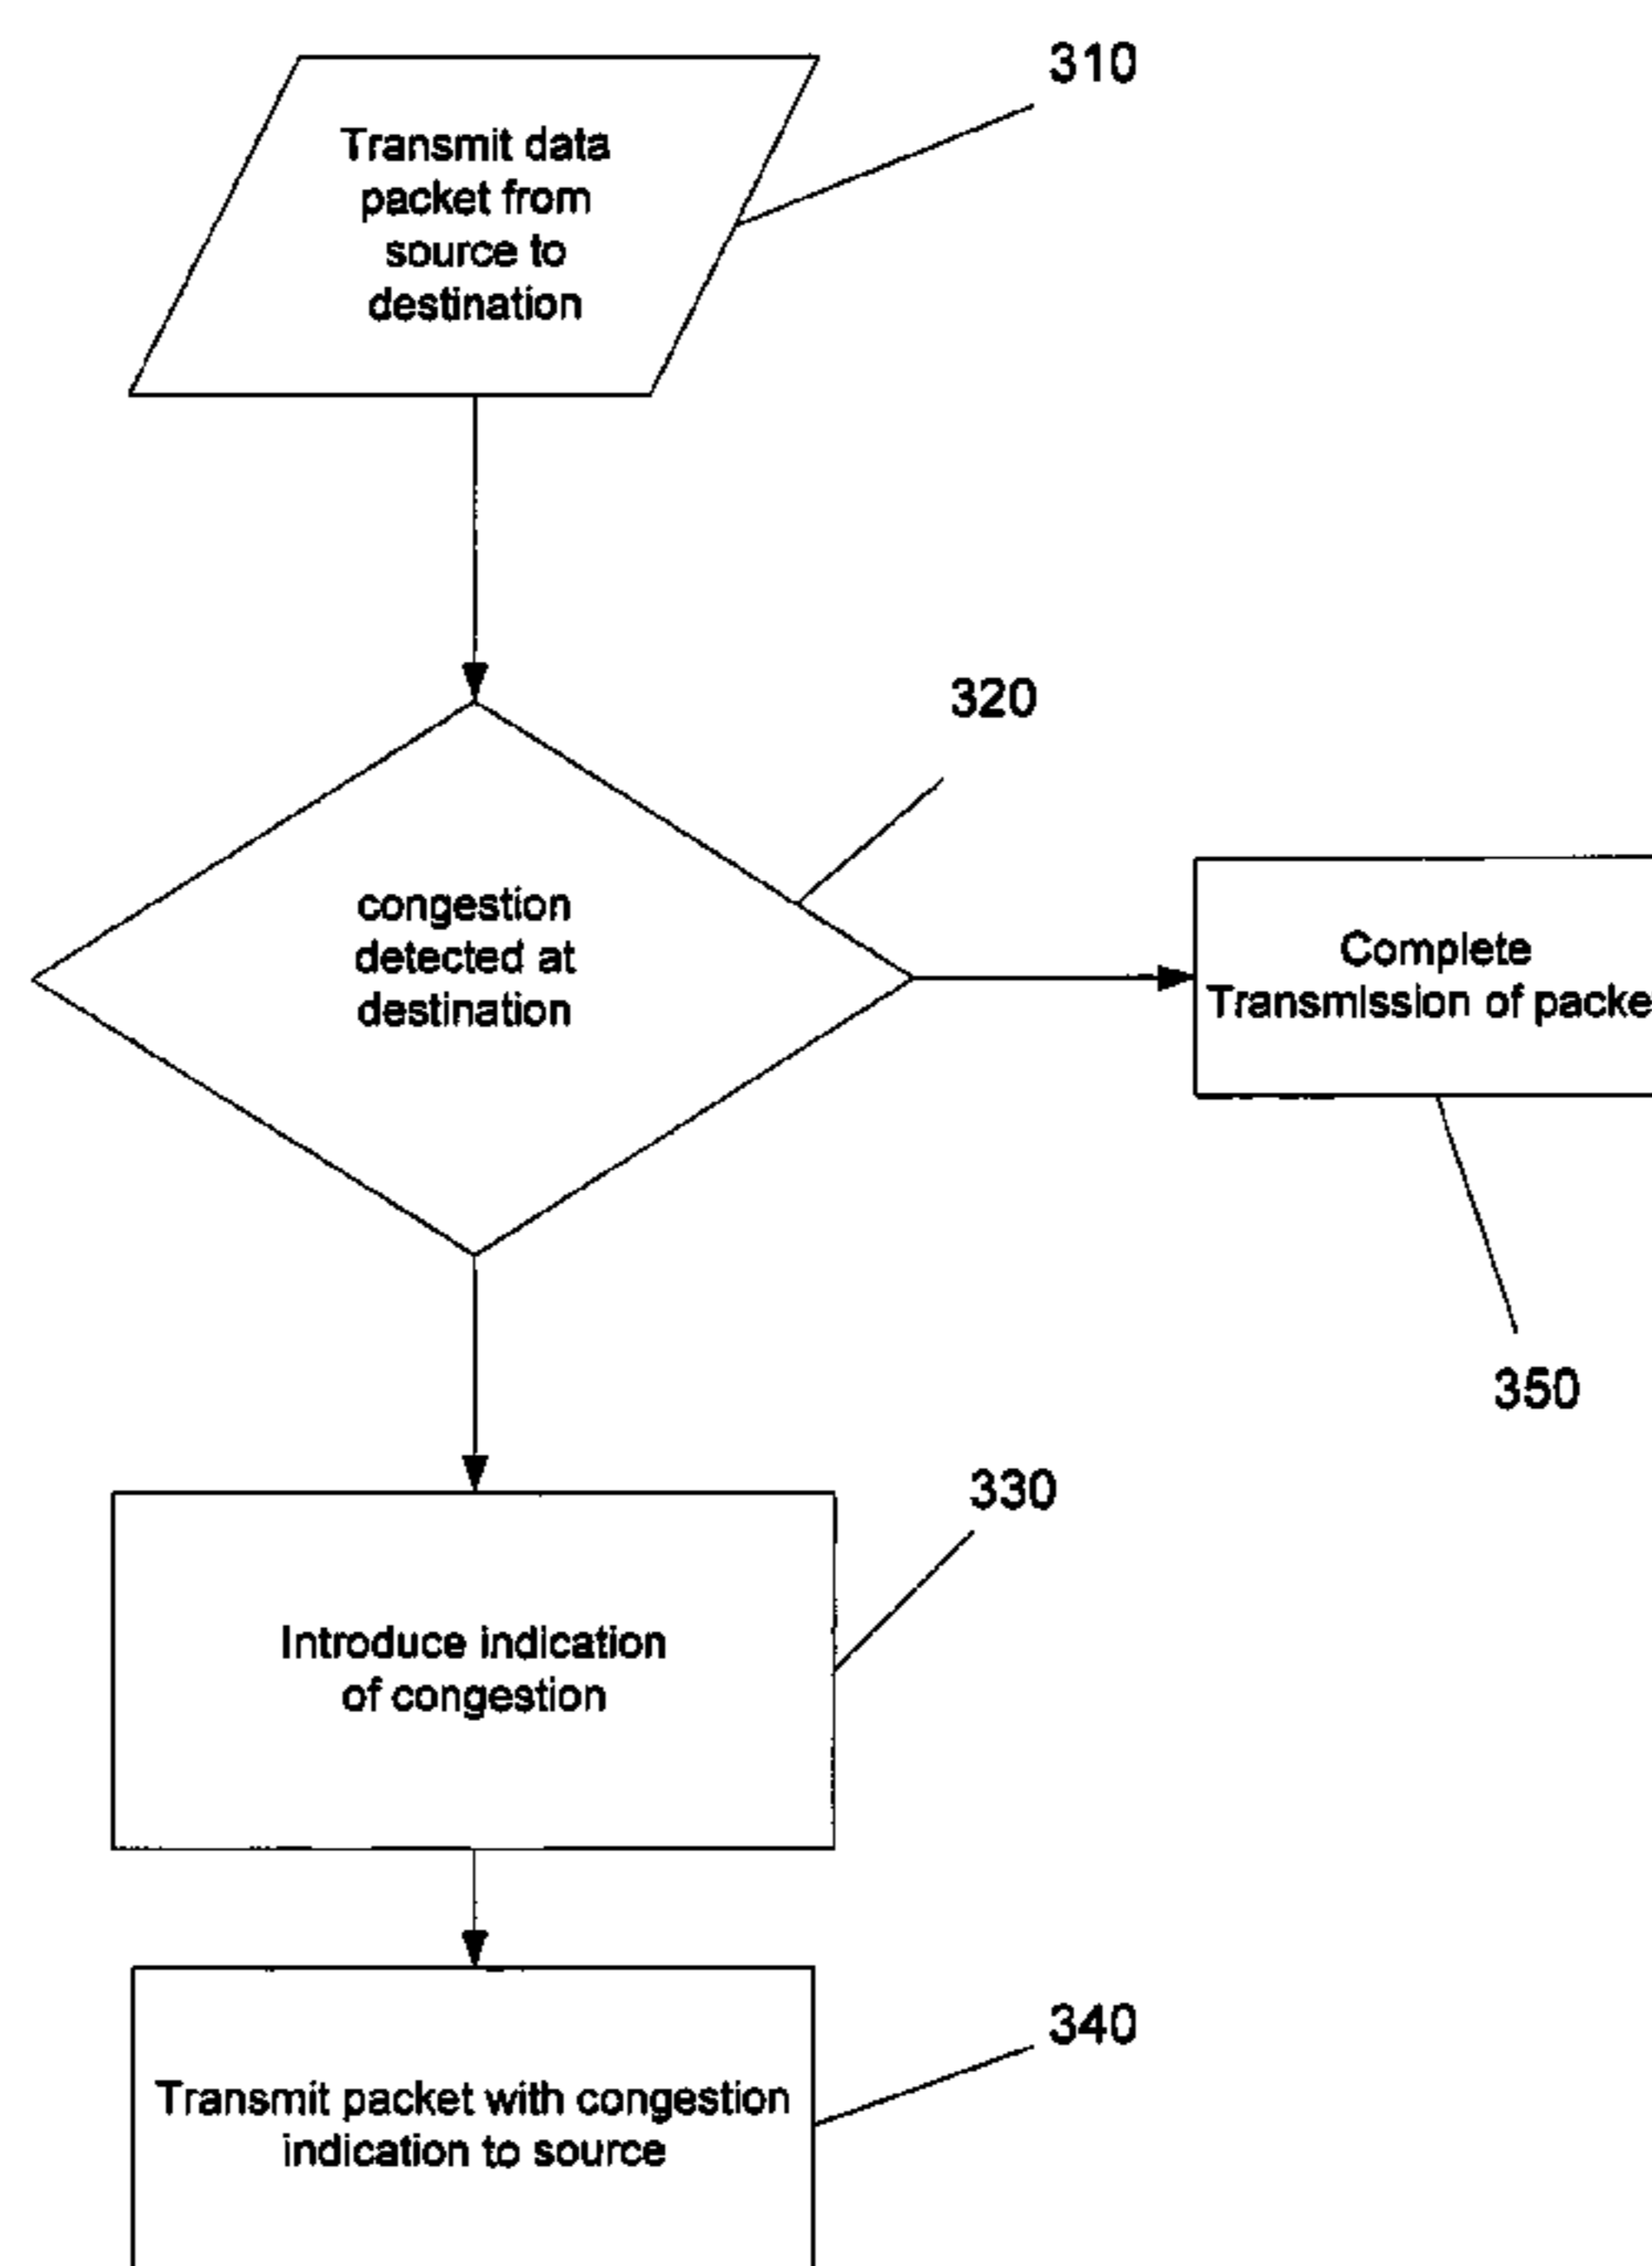 310
Transmit data
packet from
source to
destination
320
congestion
detected at
destination
Complete
Transmission of packe
350
330
Introduce indication
of congestion
340
Transmit packet with congestion
indication to source